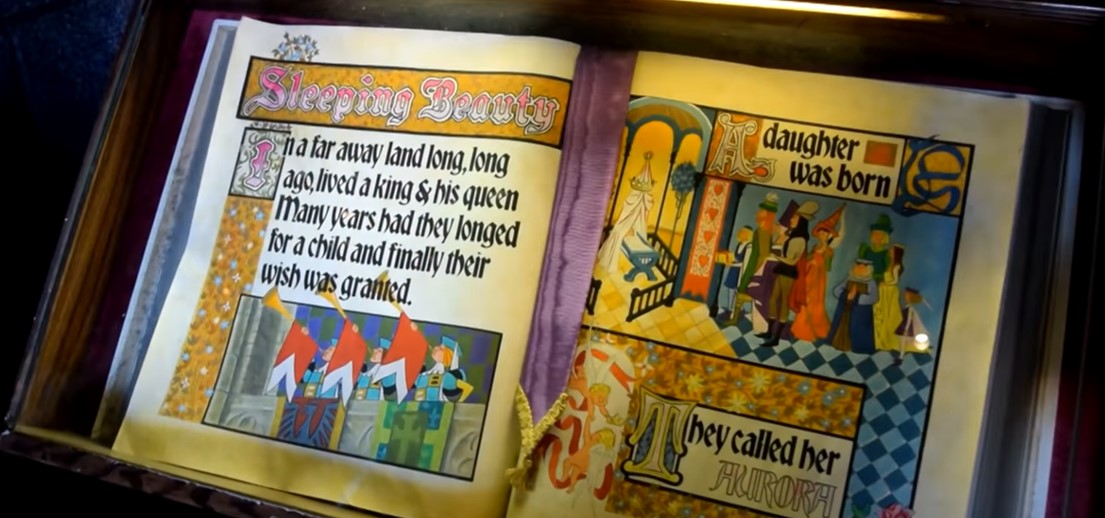 Sleeping Beauty
In a far away land long, long
ago, lived a king & his queen
Many years had they longed
for a child and finally their
wish was granted.
A daughter
was born
They called her
AURORA